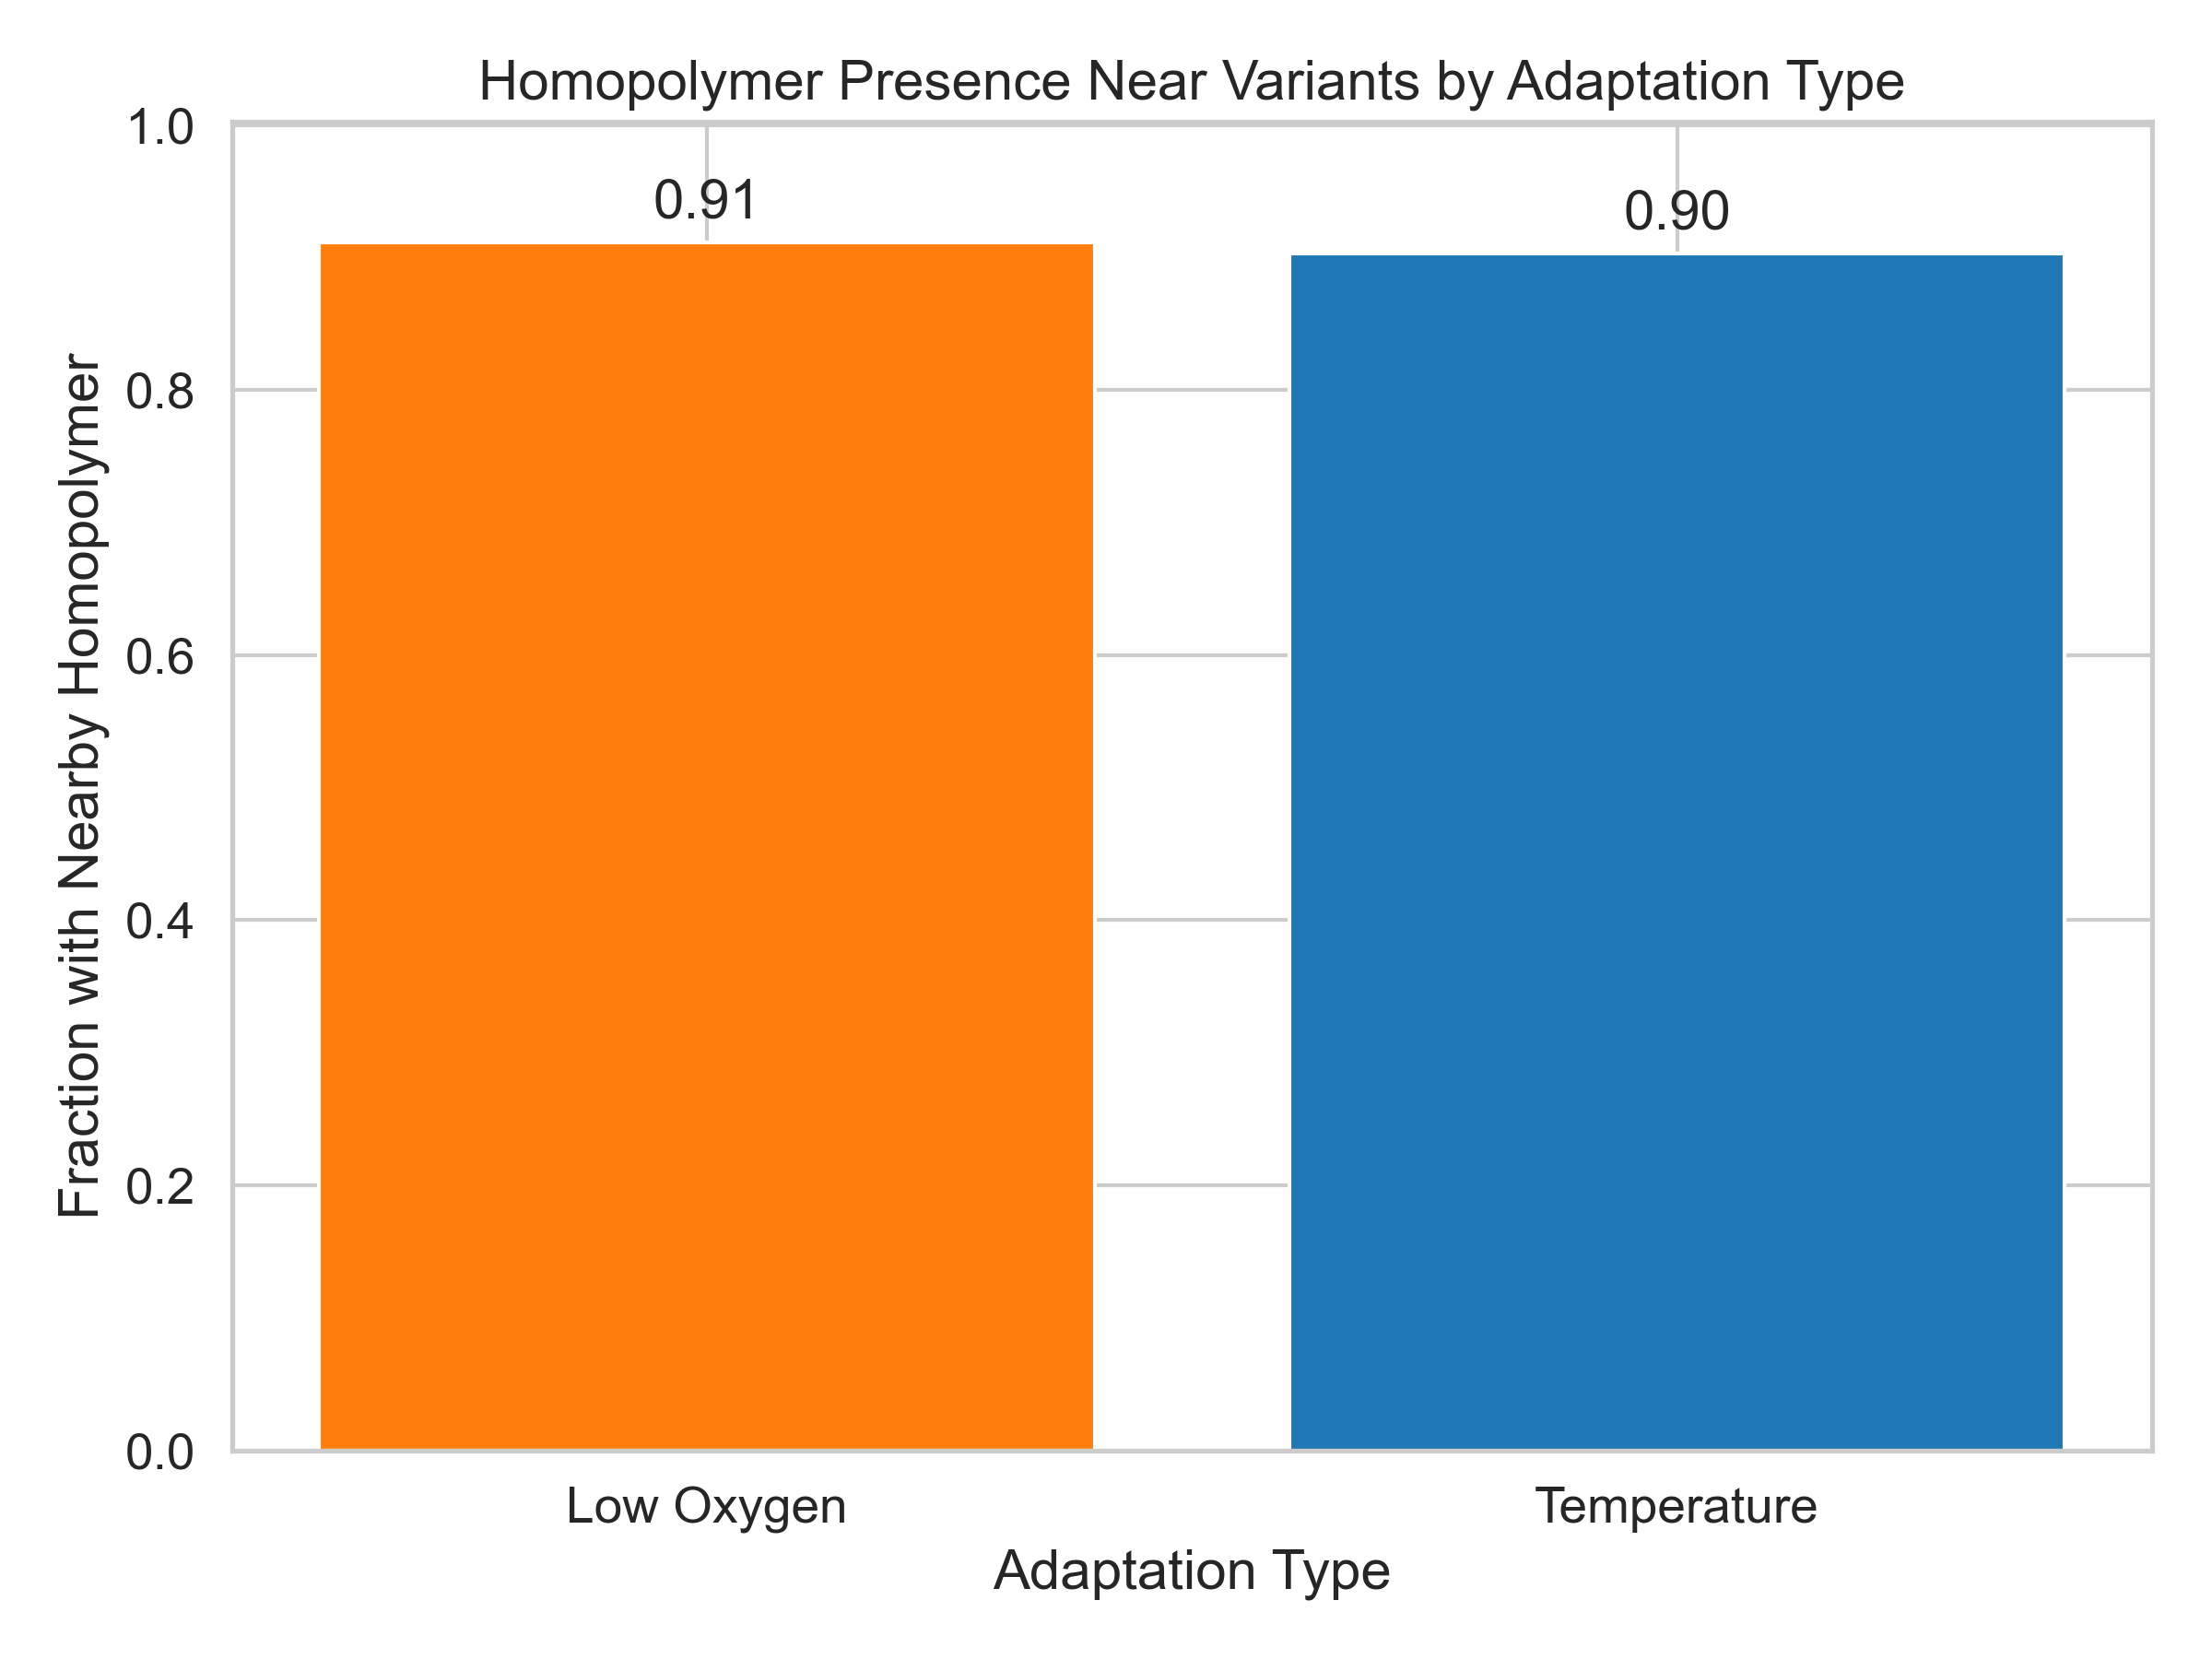 Homopolymer Presence Near Variants by Adaptation Type
Fraction with Nearby Homopolymer
1.0
0.8
0.6
0.4
0.2
0.0
0.91
0.90
Low Oxygen
Temperature
Adaptation Type